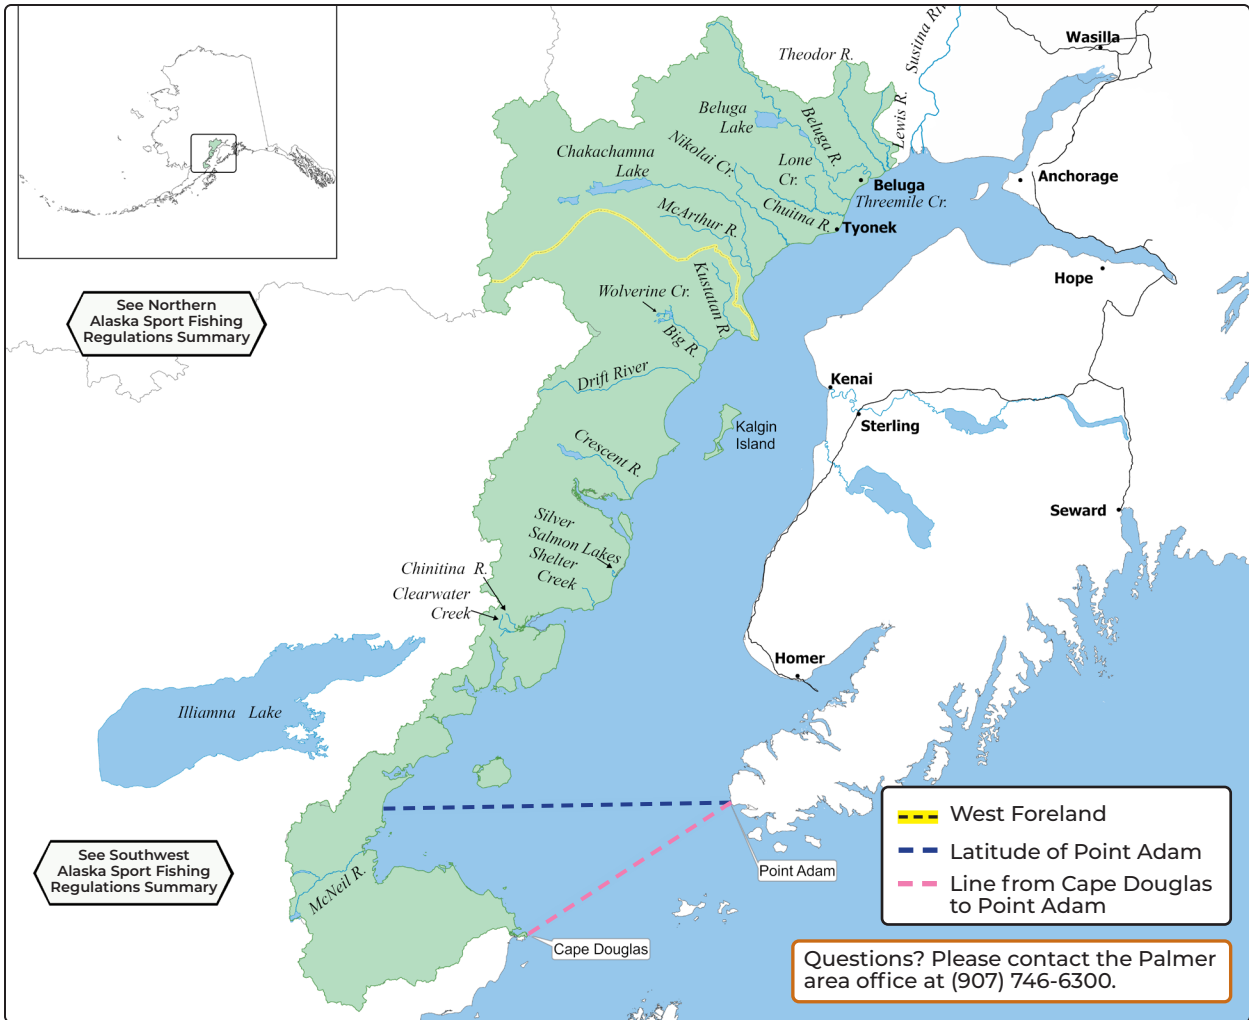 Wasilla
Susitna Riv
Theodor R.
Lewis R.
Beluga
Lake
Beluga R.
Nikolai Cr.
Lone
Cr.
Chakachamna
Lake
Beluga
Threemile Cr.
Anchorage
McArthur R.
Chuitna R.
Tyonek
Hope
Kustatan R.
Wolverine Cr.
See Northern
Alaska Sport Fishing
Regulations Summary
Big R.
Drift River
Kenai
Kalgin
Island
Sterling
Crescent R.
Seward
Silver
Salmon Lakes
Shelter
Creek
Chinitina R.
Clearwater
Creek
Homer
Illiamna Lake
West Foreland
Latitude of Point Adam
Line from Cape Douglas
to Point Adam
See Southwest
Alaska Sport Fishing
Regulations Summary
McNeil R.
Point Adam
Cape Douglas
Questions? Please contact the Palmer
area office at (907) 746-6300.